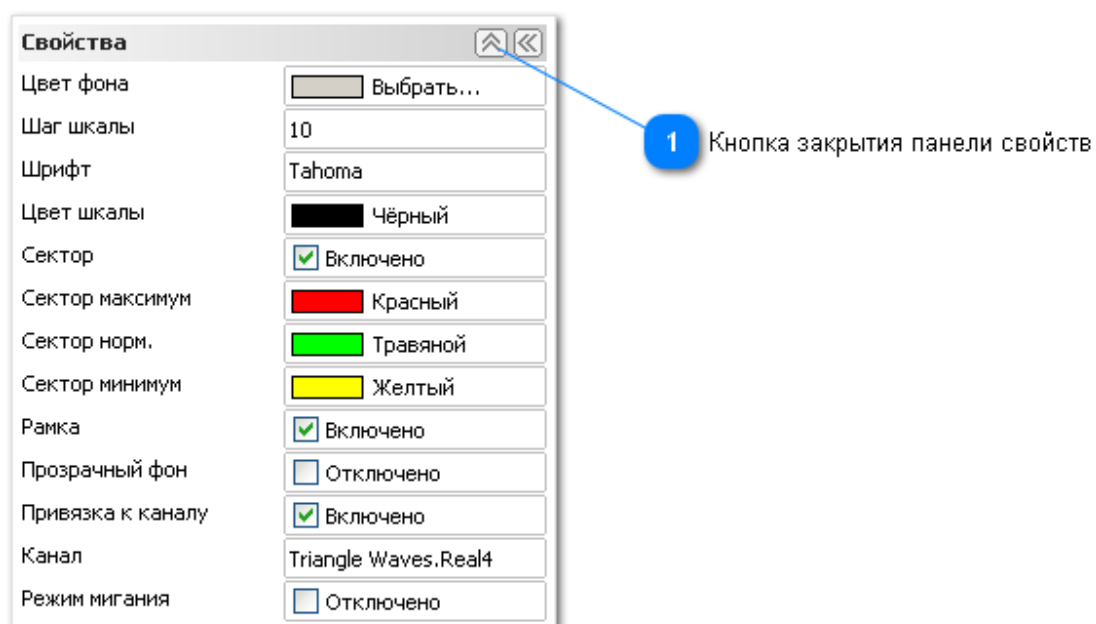 Свойства
Цвет фона Выбрать...
Шаг шкалы 10
Шрифт Tahoma
Цвет шкалы Чёрный
Сектор Включено
Сектор максимум Красный
Сектор норм. Травяной
Сектор минимум Желтый
Рамка Включено
Прозрачный фон Отключено
Привязка к каналу Включено
Канал Triangle Waves.Real4
Режим мигания Отключено
1 Кнопка закрытия панели свойств